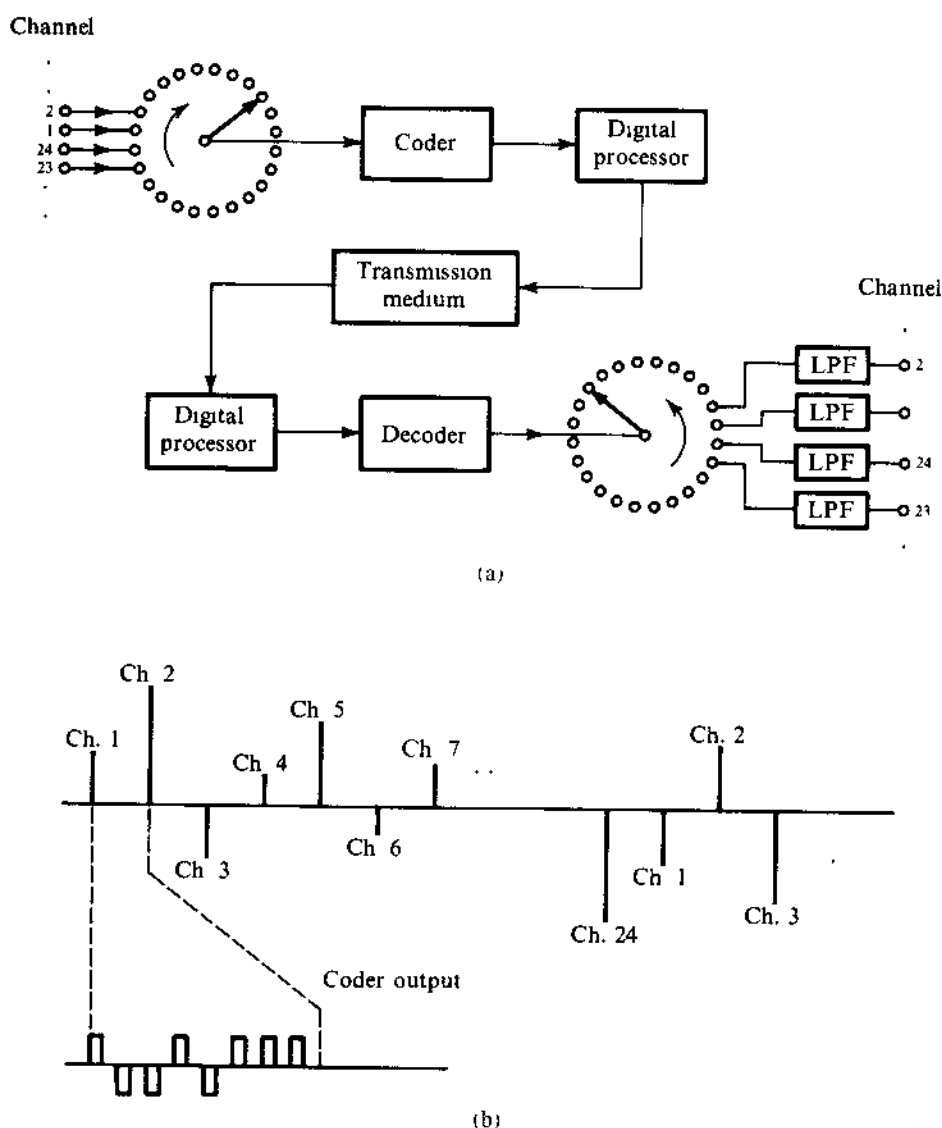 Channel
2
1
24
23
Coder
Digital
processor
Transmission
medium
Channel
Digital
processor
Decoder
LPF
2
LPF
LPF
24
LPF
23
(a)
Ch. 1
Ch 2
Ch 3
Ch 4
Ch 5
Ch 6
Ch 7
Ch. 24
Ch 1
Ch. 2
Ch. 3
Coder output
(b)